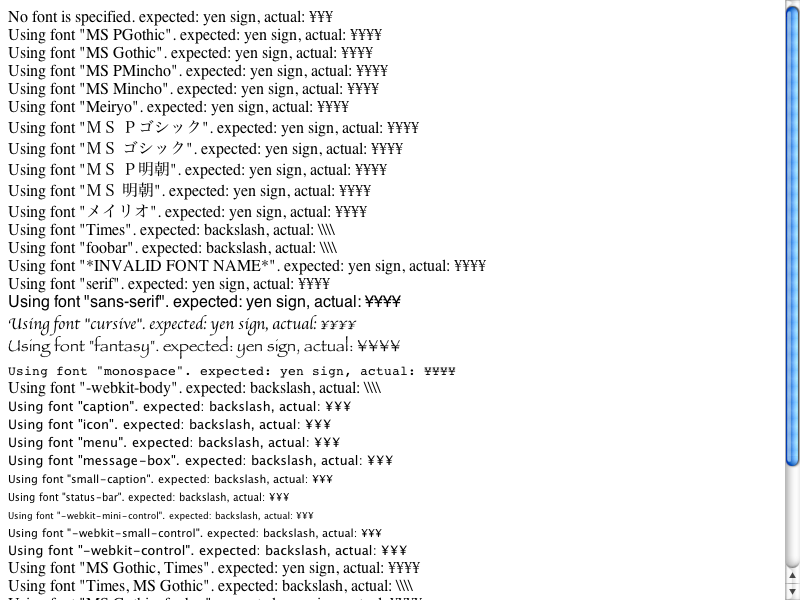 No font is specified. expected: yen sign, actual: ¥¥¥
Using font "MS PGothic". expected: yen sign, actual: ¥¥¥¥
Using font "MS Gothic". expected: yen sign, actual: ¥¥¥¥
Using font "MS PMincho". expected: yen sign, actual: ¥¥¥¥
Using font "MS Mincho". expected: yen sign, actual: ¥¥¥¥
Using font "Meiryo". expected: yen sign, actual: ¥¥¥¥
Using font "ＭＳ Ｐゴシック". expected: yen sign, actual: ¥¥¥¥
Using font "ＭＳ ゴシック". expected: yen sign, actual: ¥¥¥¥
Using font "ＭＳ Ｐ明朝". expected: yen sign, actual: ¥¥¥¥
Using font "ＭＳ 明朝". expected: yen sign, actual: ¥¥¥¥
Using font "メイリオ". expected: yen sign, actual: ¥¥¥¥
Using font "Times". expected: backslash, actual: \\\\
Using font "foobar". expected: backslash, actual: \\\\
Using font "*INVALID FONT NAME*". expected: yen sign, actual: ¥¥¥¥
Using font "serif". expected: yen sign, actual: ¥¥¥¥
Using font "sans-serif". expected: yen sign, actual: ¥¥¥¥
Using font "cursive". expected: yen sign, actual: ¥¥¥¥
Using font "fantasy". expected: yen sign, actual: ¥¥¥¥
Using font "monospace". expected: yen sign, actual: ¥¥¥¥
Using font "-webkit-body". expected: backslash, actual: \\\\
Using font "caption". expected: backslash, actual: ¥¥¥
Using font "icon". expected: backslash, actual: ¥¥¥
Using font "menu". expected: backslash, actual: ¥¥¥
Using font "message-box". expected: backslash, actual: ¥¥¥
Using font "small-caption". expected: backslash, actual: ¥¥¥
Using font "status-bar". expected: backslash, actual: ¥¥¥
Using font "-webkit-mini-control". expected: backslash, actual: ¥¥¥
Using font "-webkit-small-control". expected: backslash, actual: ¥¥¥
Using font "-webkit-control". expected: backslash, actual: ¥¥¥
Using font "MS Gothic, Times". expected: yen sign, actual: ¥¥¥¥
Using font "Times, MS Gothic". expected: backslash, actual: \\\\